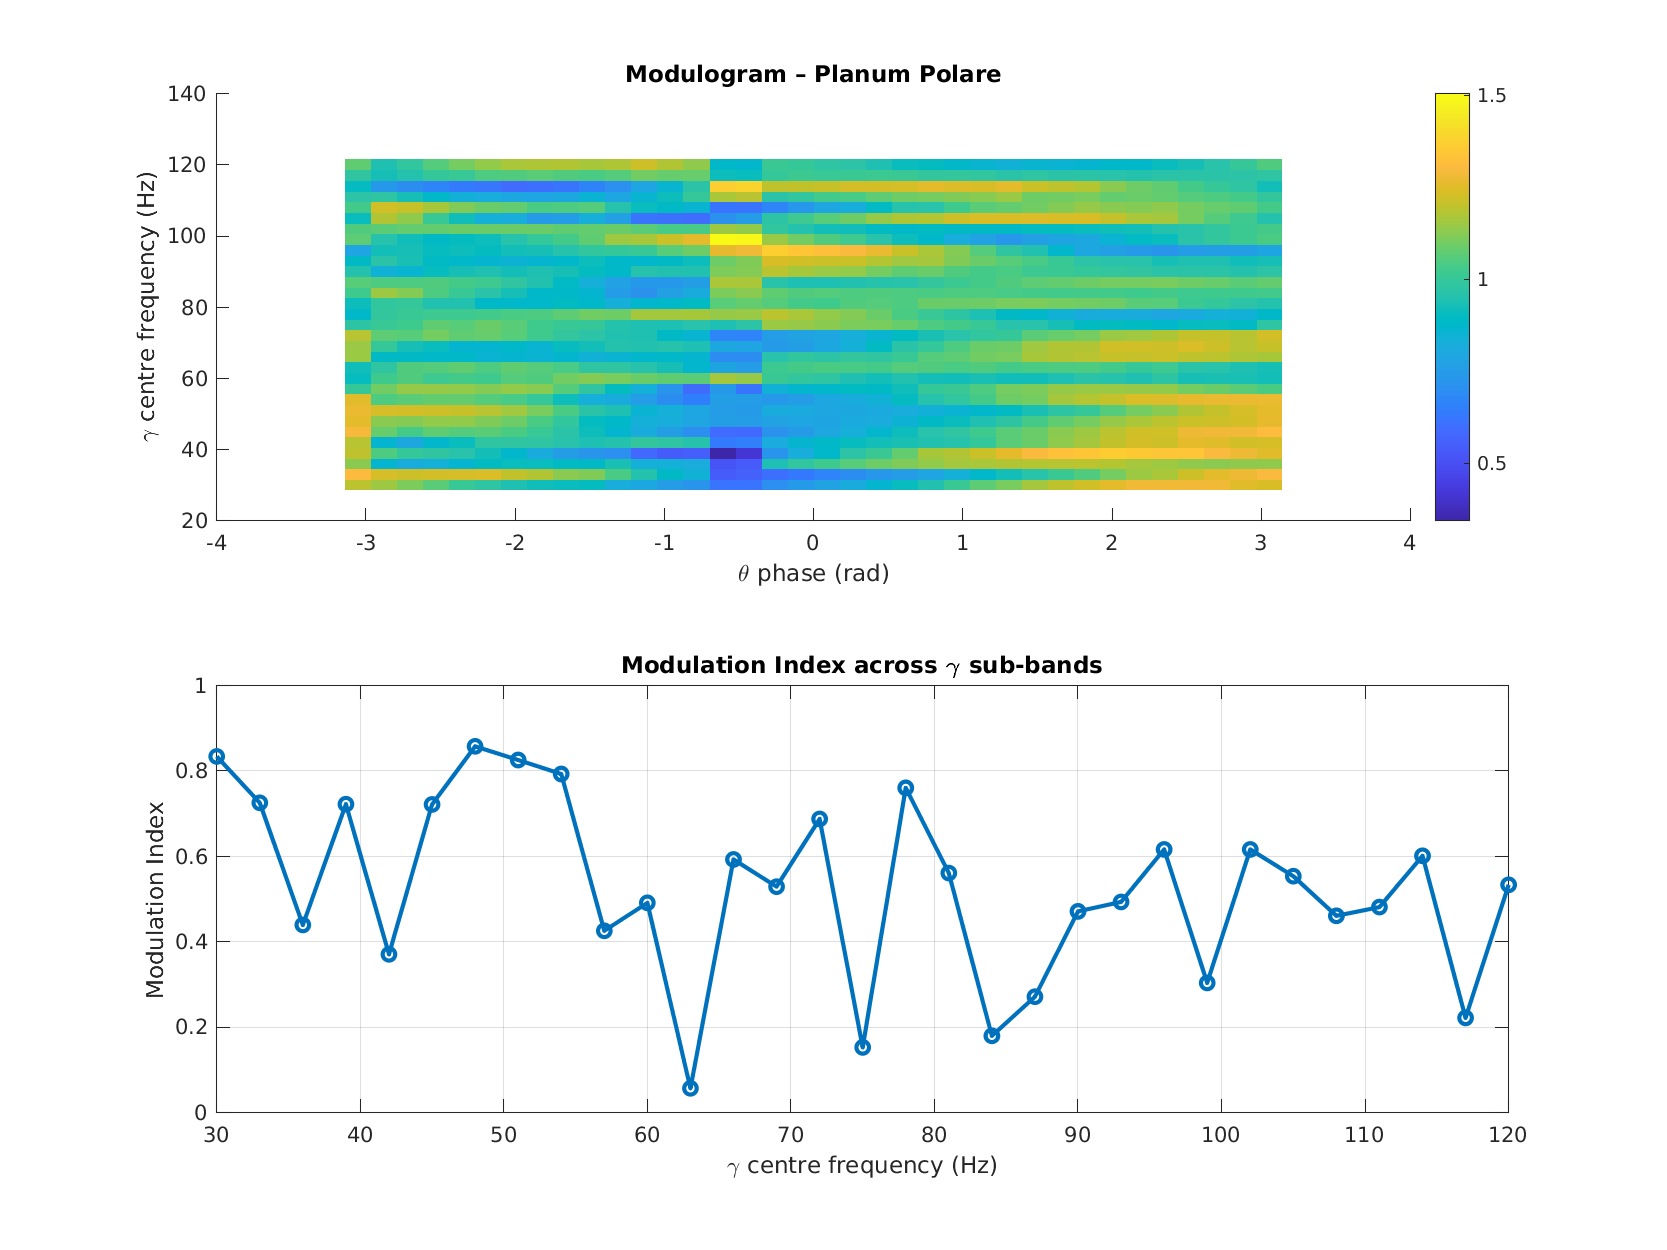 Modulogram – Planum Polare
140
120
100
80
60
40
20
γ centre frequency (Hz)
-4 -3 -2 -1 0 1 2 3 4
θ phase (rad)
1.5
1
0.5
Modulation Index across γ sub-bands
1
0.8
0.6
0.4
0.2
0
Modulation Index
30 40 50 60 70 80 90 100 110 120
γ centre frequency (Hz)